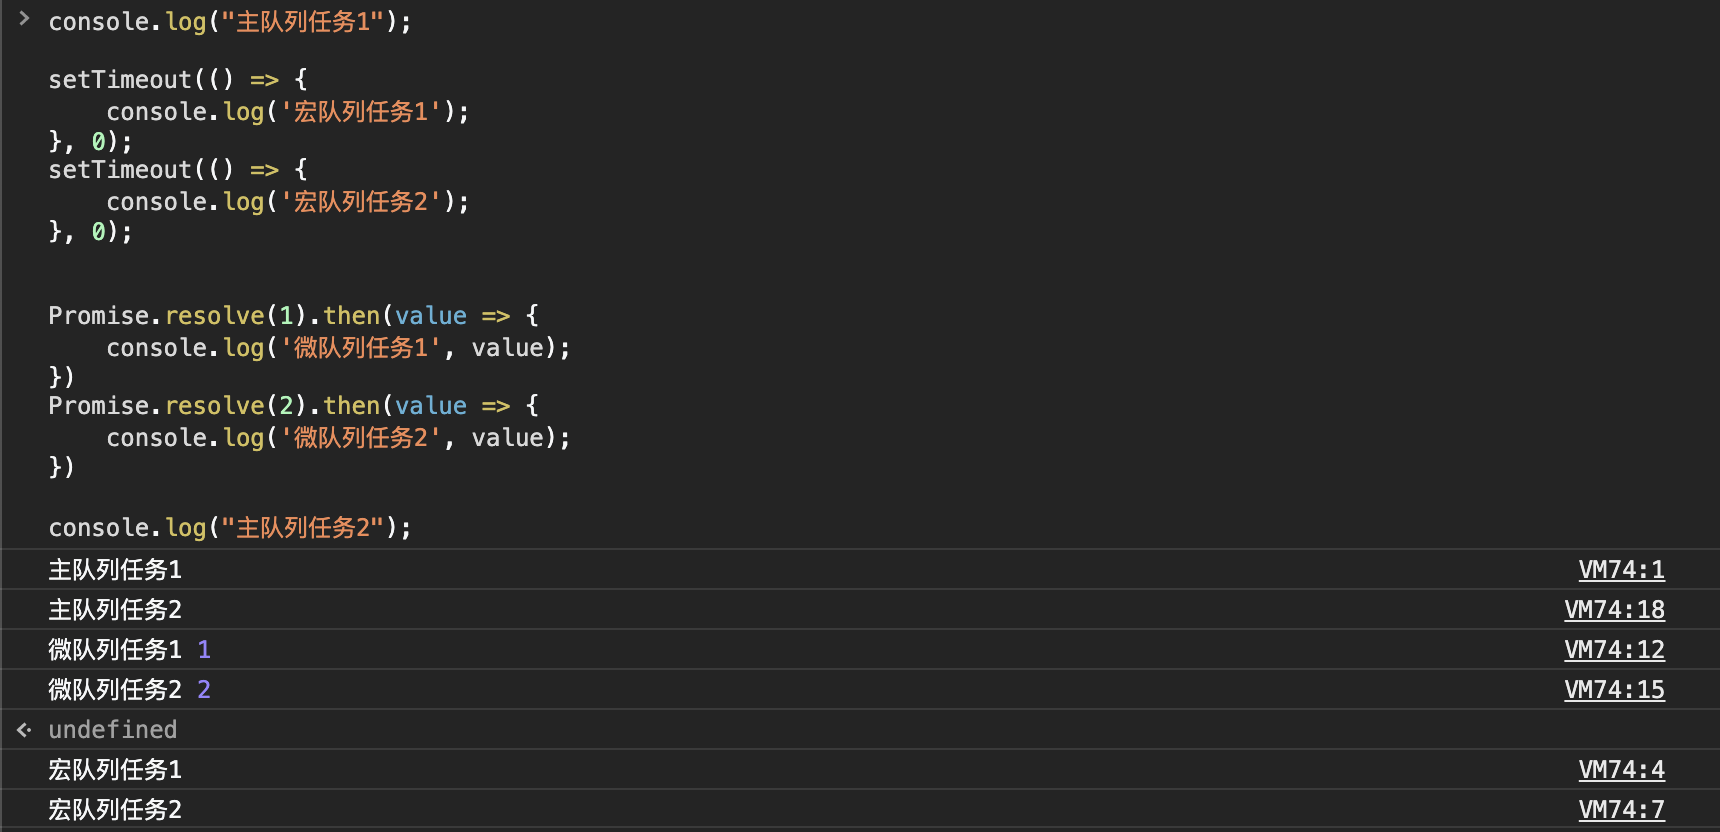 > console.log("主队列任务1");
setTimeout(() => {
    console.log('宏队列任务1');
}, 0);
setTimeout(() => {
    console.log('宏队列任务2');
}, 0);
Promise.resolve(1).then(value => {
    console.log('微队列任务1', value);
})
Promise.resolve(2).then(value => {
    console.log('微队列任务2', value);
})
console.log("主队列任务2");
主队列任务1 VM74:1
主队列任务2 VM74:18
微队列任务1 1 VM74:12
微队列任务2 2 VM74:15
undefined
宏队列任务1 VM74:4
宏队列任务2 VM74:7